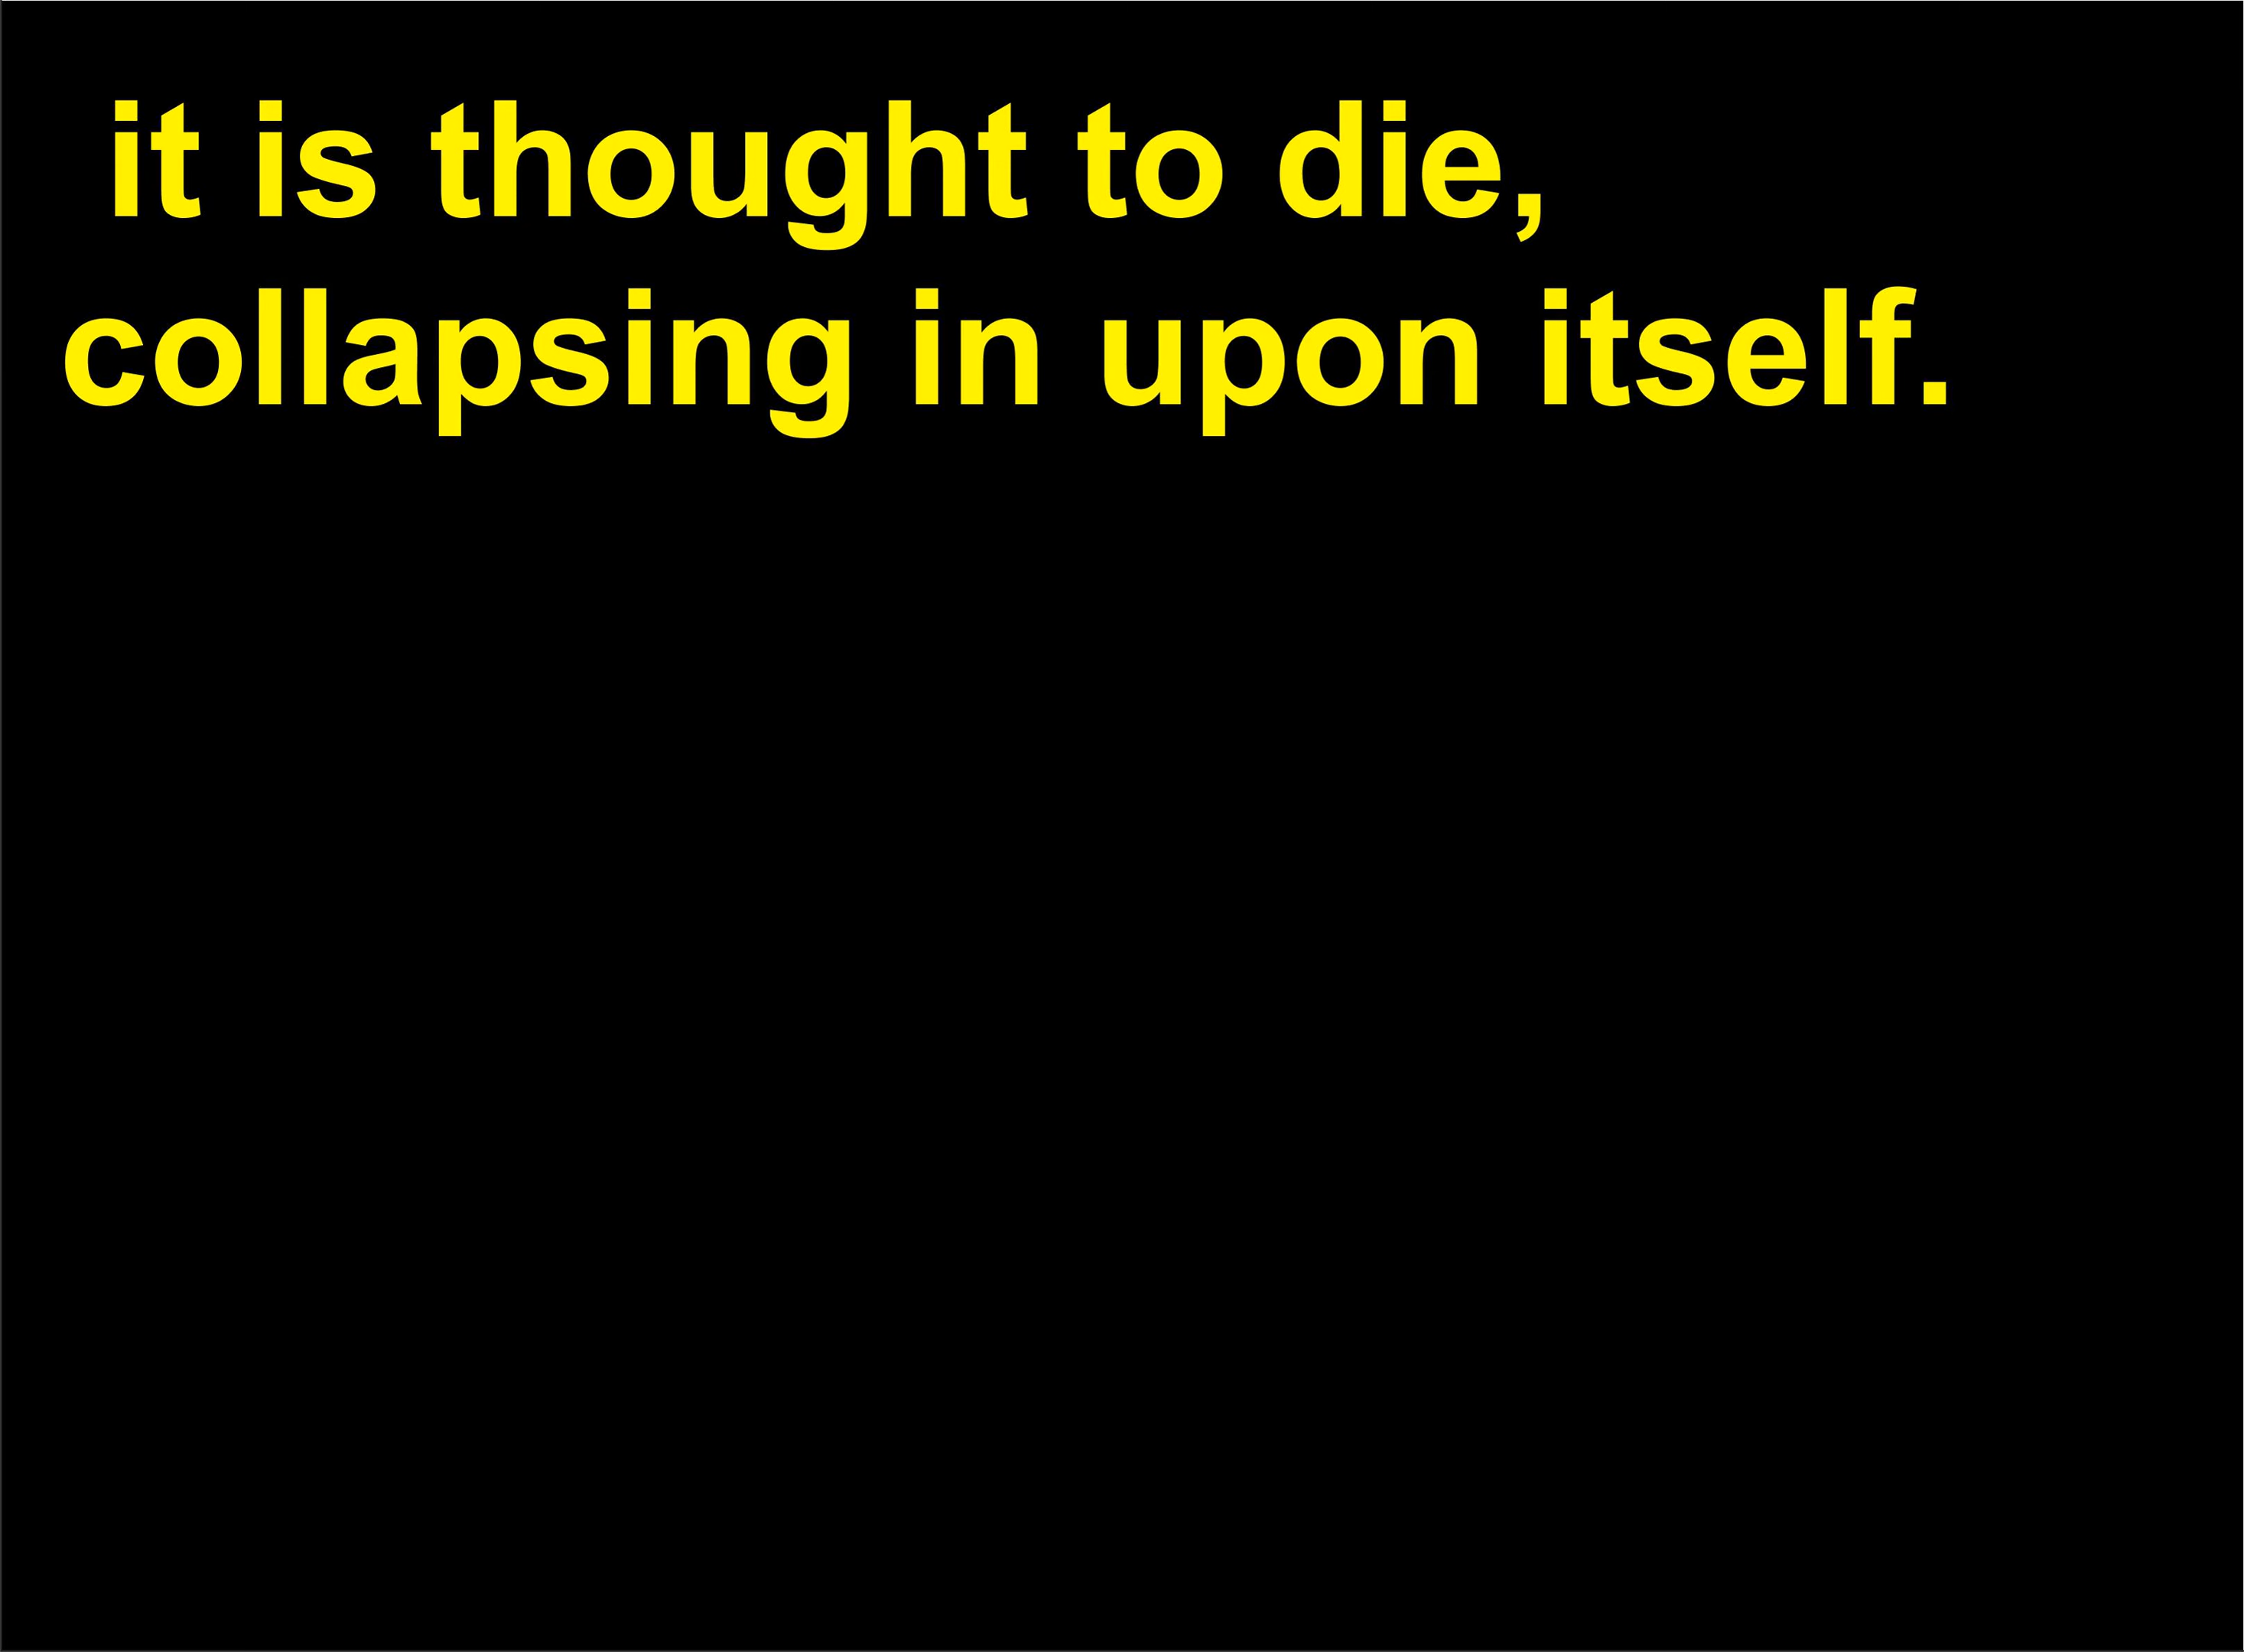 it is thought to die,
collapsing in upon itself.